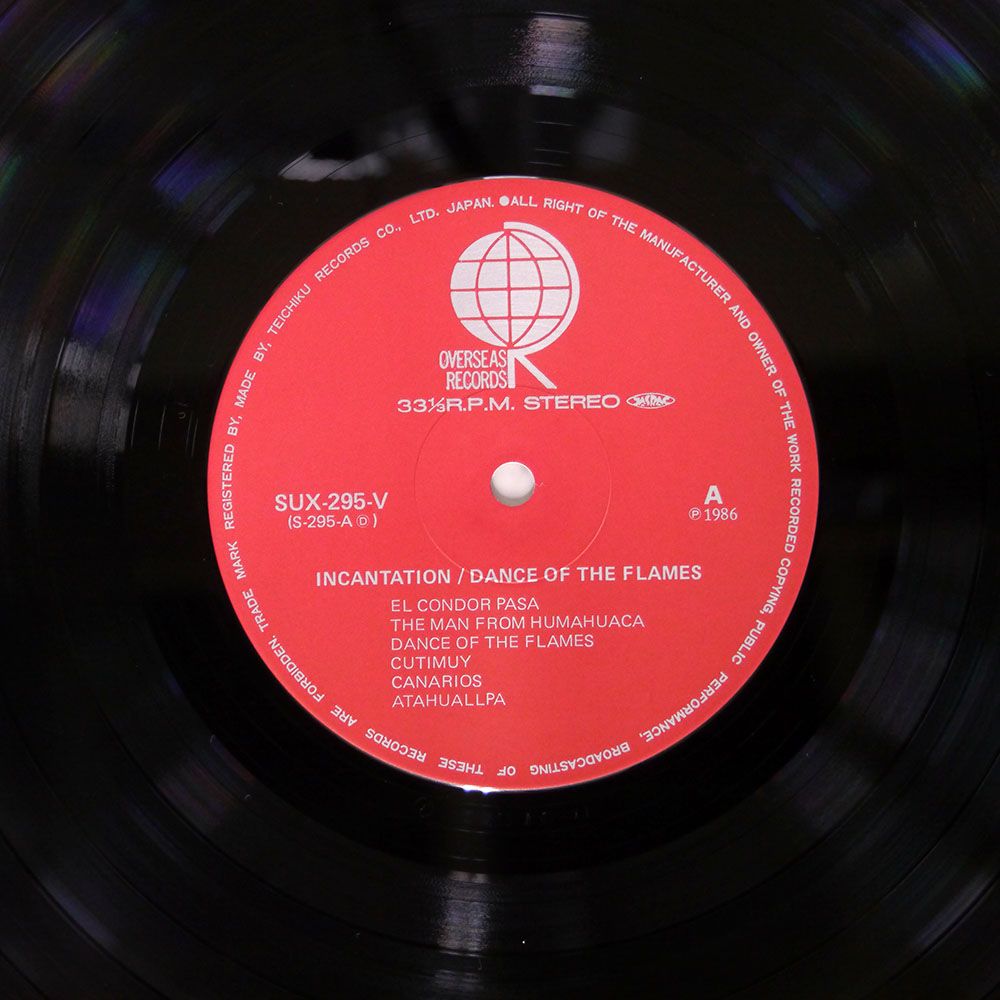 TRADE MARK REGISTERED BY, MADE BY, TEICHIKU RECORDS CO., LTD. JAPAN. ●ALL RIGHT OF THE MANUFACTURER AND OWNER OF THE WORK RECORDED COPYING, PUBLIC PERFORMANCE, BROADCASTING OF THESE RECORDS ARE FORBIDDEN.
OVERSEAS
RECORDS
33⅓R.P.M. STEREO JASRAC
SUX-295-V
(S-295-A Ⓓ)
A
Ⓟ1986
INCANTATION / DANCE OF THE FLAMES
EL CONDOR PASA
THE MAN FROM HUMAHUACA
DANCE OF THE FLAMES
CUTIMUY
CANARIOS
ATAHUALLPA